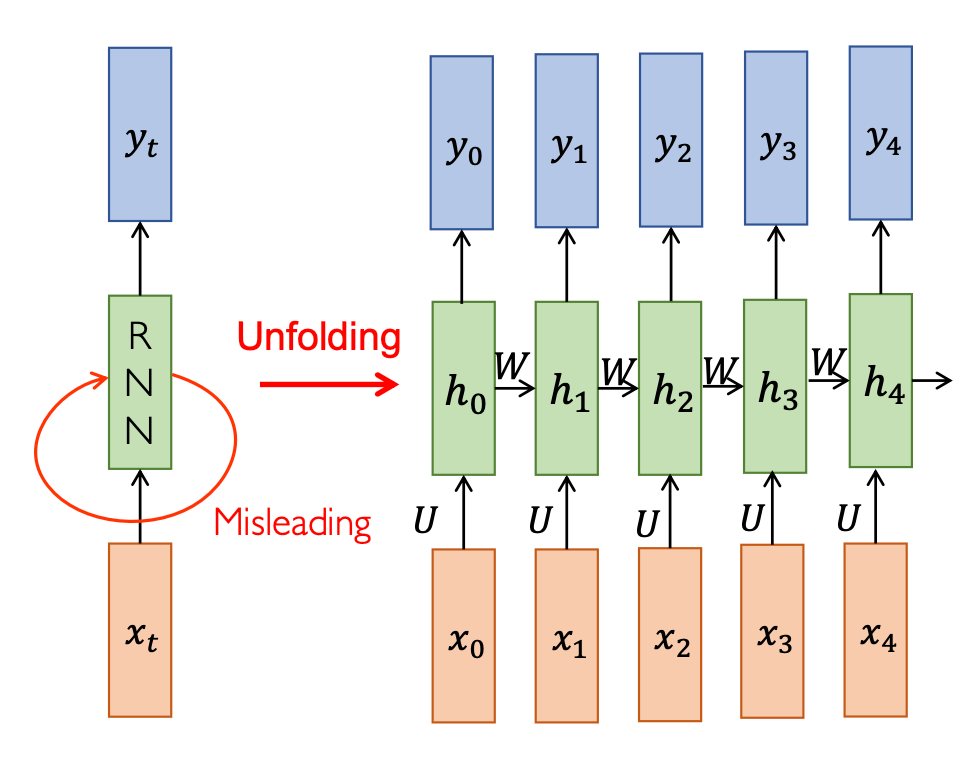 y_t
R
N
N
x_t
Unfolding
Misleading
y_0 y_1 y_2 y_3 y_4
W W W W
h_0 h_1 h_2 h_3 h_4
U U U U U
x_0 x_1 x_2 x_3 x_4